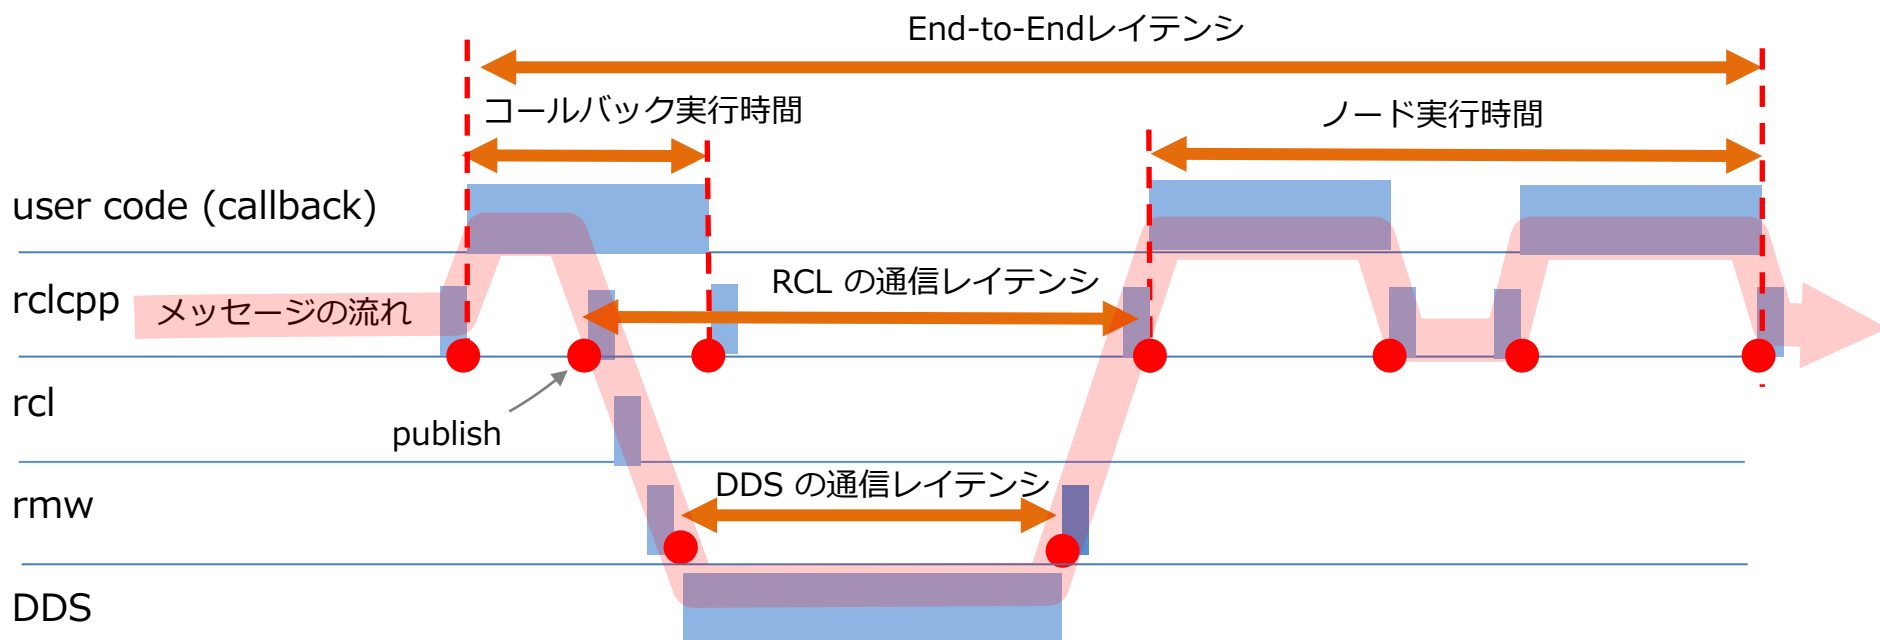 End-to-Endレイテンシ
コールバック実行時間
ノード実行時間
user code (callback)
RCL の通信レイテンシ
rclcpp
メッセージの流れ
rcl
publish
DDS の通信レイテンシ
rmw
DDS